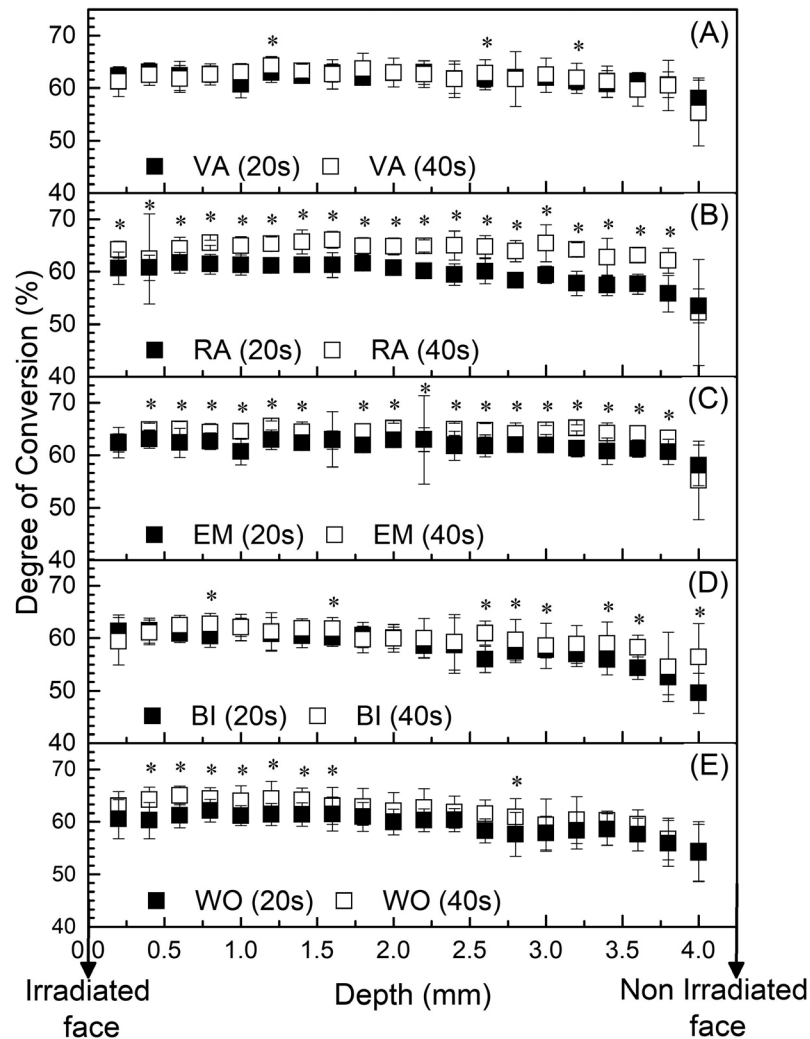 Degree of Conversion (%)
* * *
(A)
70
60
50
40
VA (20s) VA (40s)
* * * * * * * * * * * * * * * * * * *
(B)
70
60
50
40
RA (20s) RA (40s)
* * * * * * * * * * * * * * * * *
(C)
70
60
50
40
EM (20s) EM (40s)
* * * * * * * *
(D)
70
60
50
40
BI (20s) BI (40s)
* * * * * * * *
(E)
70
60
50
40
WO (20s) WO (40s)
0.0 0.5 1.0 1.5 2.0 2.5 3.0 3.5 4.0
Irradiated
face
Depth (mm)
Non Irradiated
face